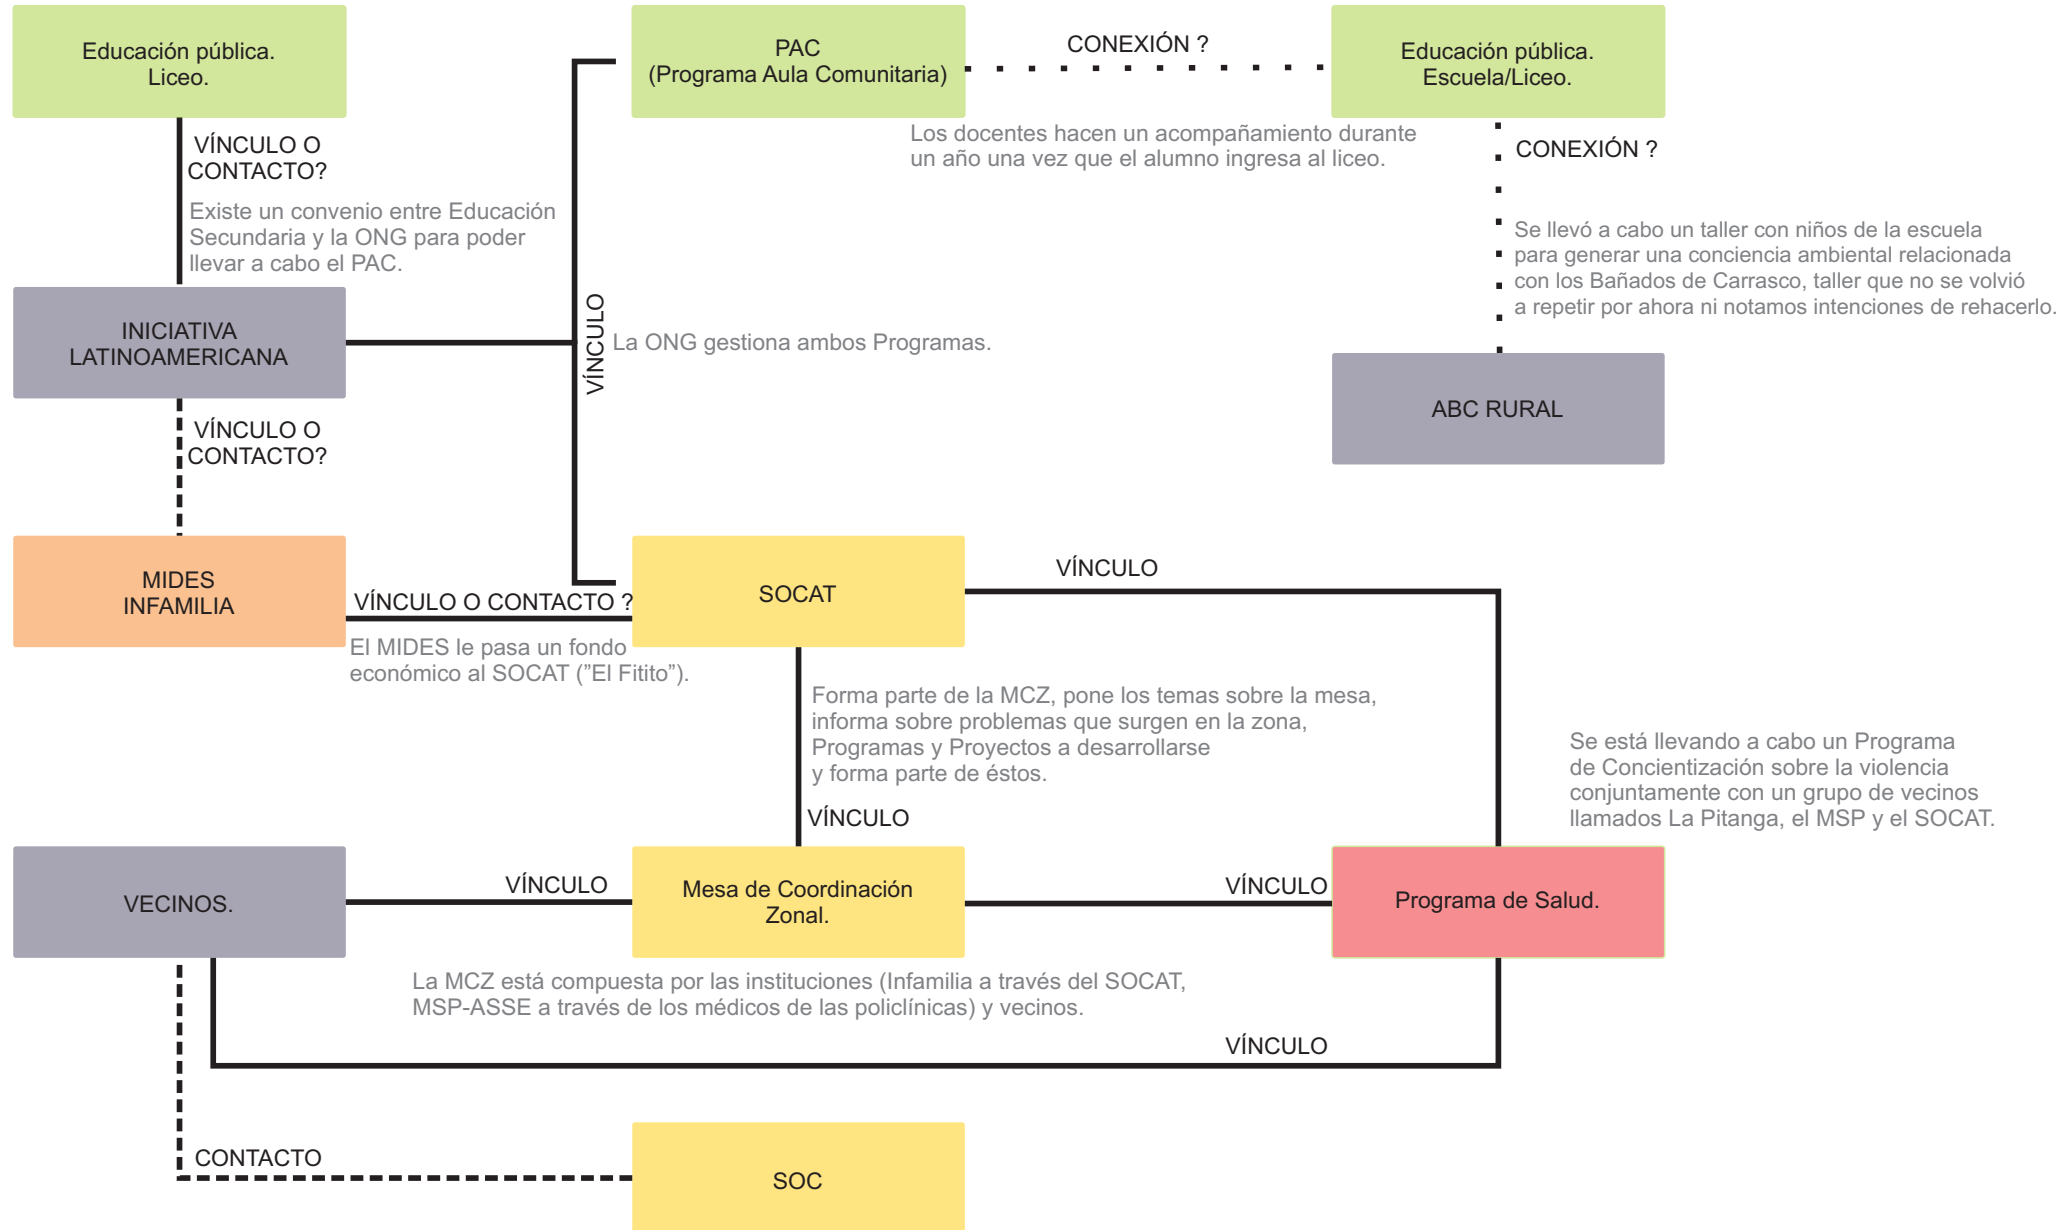 Educación pública.
Liceo.
PAC
(Programa Aula Comunitaria)
CONEXIÓN ?
Educación pública.
Escuela/Liceo.
VÍNCULO O
CONTACTO?
Los docentes hacen un acompañamiento durante
un año una vez que el alumno ingresa al liceo.
CONEXIÓN ?
Existe un convenio entre Educación
Secundaria y la ONG para poder
llevar a cabo el PAC.
Se llevó a cabo un taller con niños de la escuela
para generar una conciencia ambiental relacionada
con los Bañados de Carrasco, taller que no se volvió
a repetir por ahora ni notamos intenciones de rehacerlo.
INICIATIVA
LATINOAMERICANA
VÍNCULO
La ONG gestiona ambos Programas.
ABC RURAL
VÍNCULO O
CONTACTO?
MIDES
INFAMILIA
VÍNCULO O CONTACTO ?
SOCAT
VÍNCULO
El MIDES le pasa un fondo
económico al SOCAT ("El Fitito").
Forma parte de la MCZ, pone los temas sobre la mesa,
informa sobre problemas que surgen en la zona,
Programas y Proyectos a desarrollarse
y forma parte de éstos.
Se está llevando a cabo un Programa
de Concientización sobre la violencia
conjuntamente con un grupo de vecinos
llamados La Pitanga, el MSP y el SOCAT.
VÍNCULO
VECINOS.
VÍNCULO
Mesa de Coordinación
Zonal.
VÍNCULO
Programa de Salud.
La MCZ está compuesta por las instituciones (Infamilia a través del SOCAT,
MSP-ASSE a través de los médicos de las policlínicas) y vecinos.
VÍNCULO
CONTACTO
SOC